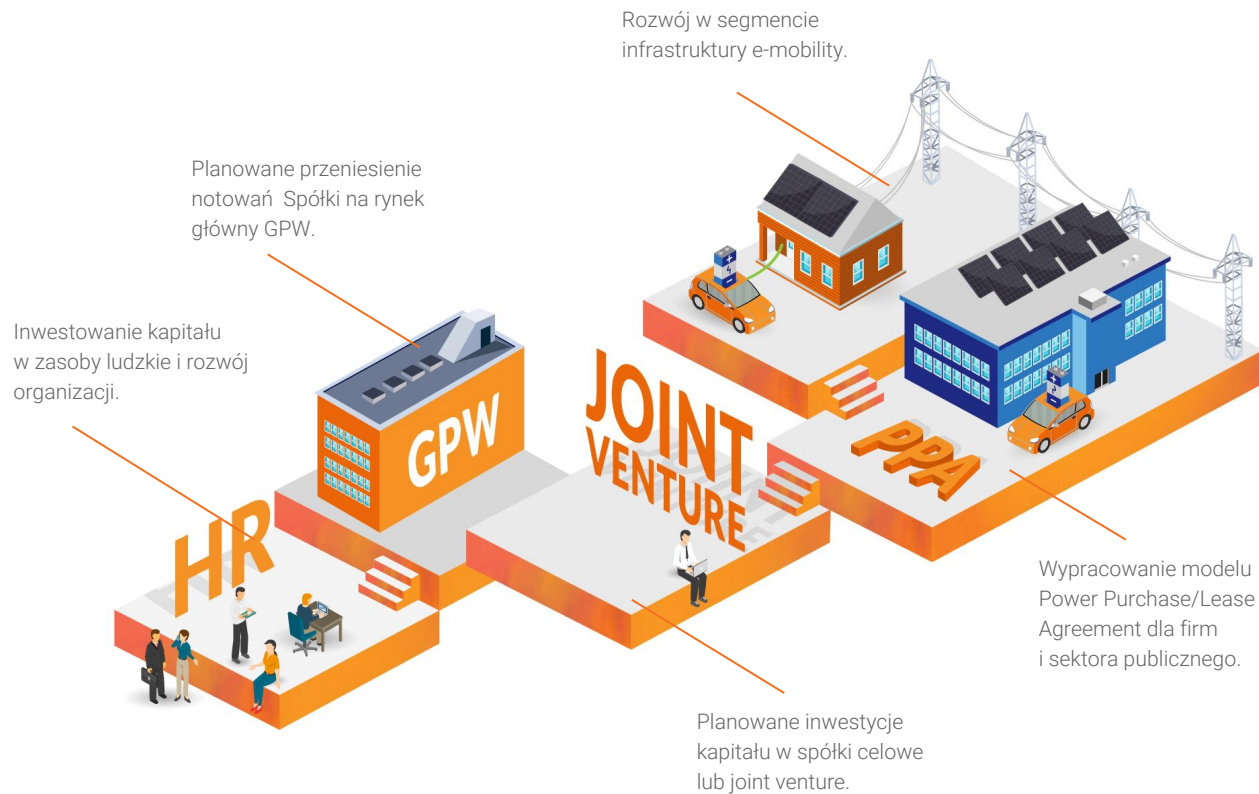 Rozwój w segmencie
infrastruktury e-mobility.
Planowane przeniesienie
notowań Spółki na rynek
główny GPW.
Inwestowanie kapitału
w zasoby ludzkie i rozwój
organizacji.
HR
GPW
JOINT
VENTURE
PPA
Wypracowanie modelu
Power Purchase/Lease
Agreement dla firm
i sektora publicznego.
Planowane inwestycje
kapitału w spółki celowe
lub joint venture.